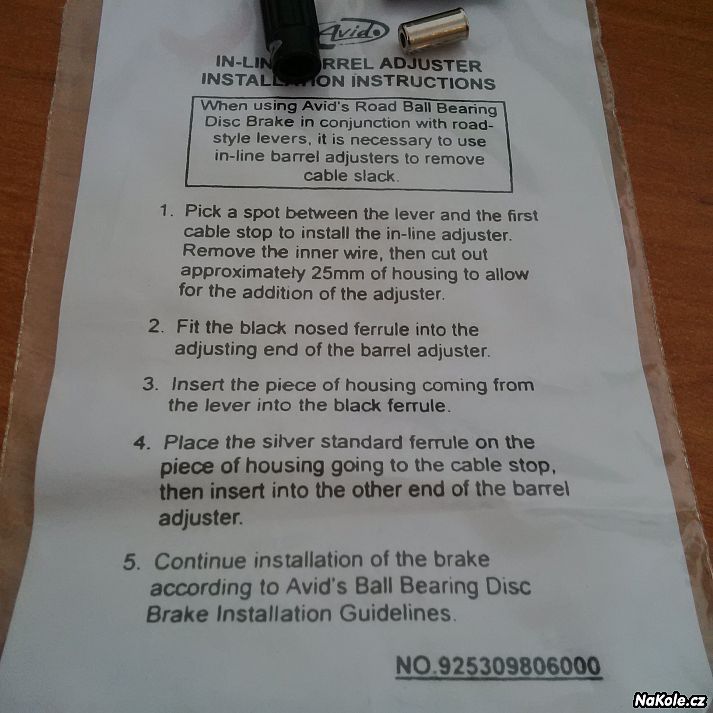 Avid
IN-LIN RREL ADJUSTER
INSTALL ON INSTRUCTIONS
When using Avid's Road Ball Bearing
Disc Brake in conjunction with road-
style levers, it is necessary to use
in-line barrel adjusters to remove
cable slack.
1. Pick a spot between the lever and the first
cable stop to install the in-line adjuster.
Remove the inner wire, then cut out
approximately 25mm of housing to allow
for the addition of the adjuster.
2. Fit the black nosed ferrule into the
adjusting end of the barrel adjuster.
3. Insert the piece of housing coming from
the lever into the black ferrule.
4. Place the silver standard ferrule on the
piece of housing going to the cable stop,
then insert into the other end of the barrel
adjuster.
5. Continue installation of the brake
according to Avid's Ball Bearing Disc
Brake Installation Guidelines.
NO.925309806000
NaKole.cz